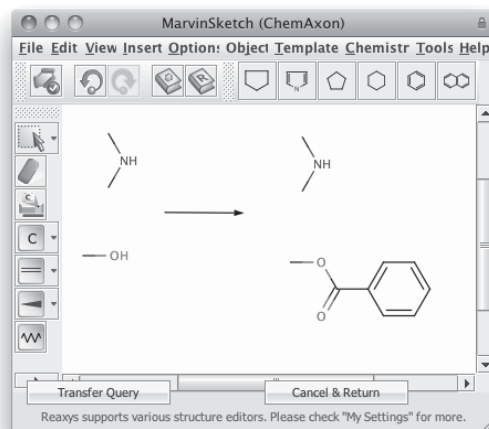 MarvinSketch (ChemAxon)
File Edit View Insert Option: Object Template Chemistr Tools Help
N
R
NH
NH
C
OH
O
O
Transfer Query
Cancel & Return
Reaxys supports various structure editors. Please check "My Settings" for more.